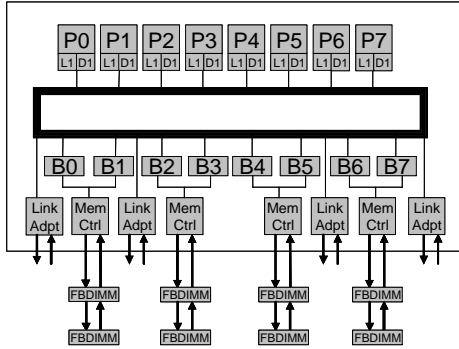 P0 P1 P2 P3 P4 P5 P6 P7
L1 D1 L1 D1 L1 D1 L1 D1 L1 D1 L1 D1 L1 D1 L1 D1
B0 B1 B2 B3 B4 B5 B6 B7
Link Mem Link Mem Mem Link Mem Link
Adpt Ctrl Adpt Ctrl Ctrl Adpt Ctrl Adpt
FBDIMM FBDIMM FBDIMM FBDIMM
FBDIMM FBDIMM FBDIMM FBDIMM